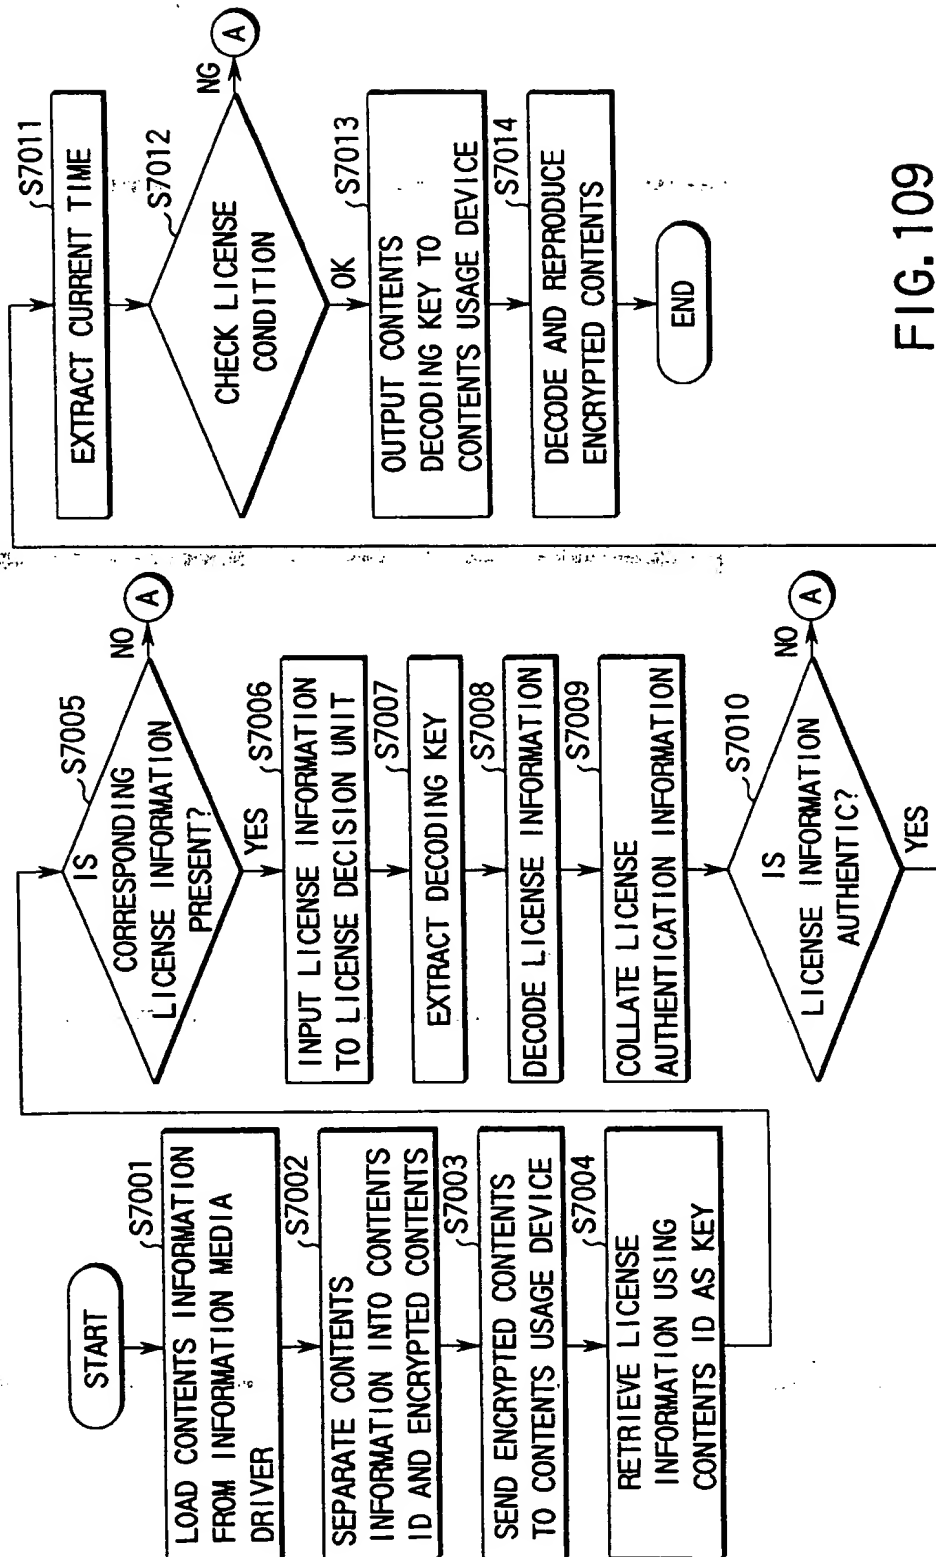 START
S7001
LOAD CONTENTS INFORMATION
FROM INFORMATION MEDIA
DRIVER
S7002
SEPARATE CONTENTS
INFORMATION INTO CONTENTS
ID AND ENCRYPTED CONTENTS
S7003
SEND ENCRYPTED CONTENTS
TO CONTENTS USAGE DEVICE
S7004
RETRIEVE LICENSE
INFORMATION USING
CONTENTS ID AS KEY
S7005
IS
CORRESPONDING
LICENSE INFORMATION
PRESENT?
NO
A
YES
S7006
INPUT LICENSE INFORMATION
TO LICENSE DECISION UNIT
S7007
EXTRACT DECODING KEY
S7008
DECODE LICENSE INFORMATION
S7009
COLLATE LICENSE
AUTHENTICATION INFORMATION
S7010
IS
LICENSE INFORMATION
AUTHENTIC?
NO
A
YES
S7011
EXTRACT CURRENT TIME
S7012
CHECK LICENSE
CONDITION
NG
A
OK
S7013
OUTPUT CONTENTS
DECODING KEY TO
CONTENTS USAGE DEVICE
S7014
DECODE AND REPRODUCE
ENCRYPTED CONTENTS
END
FIG. 109